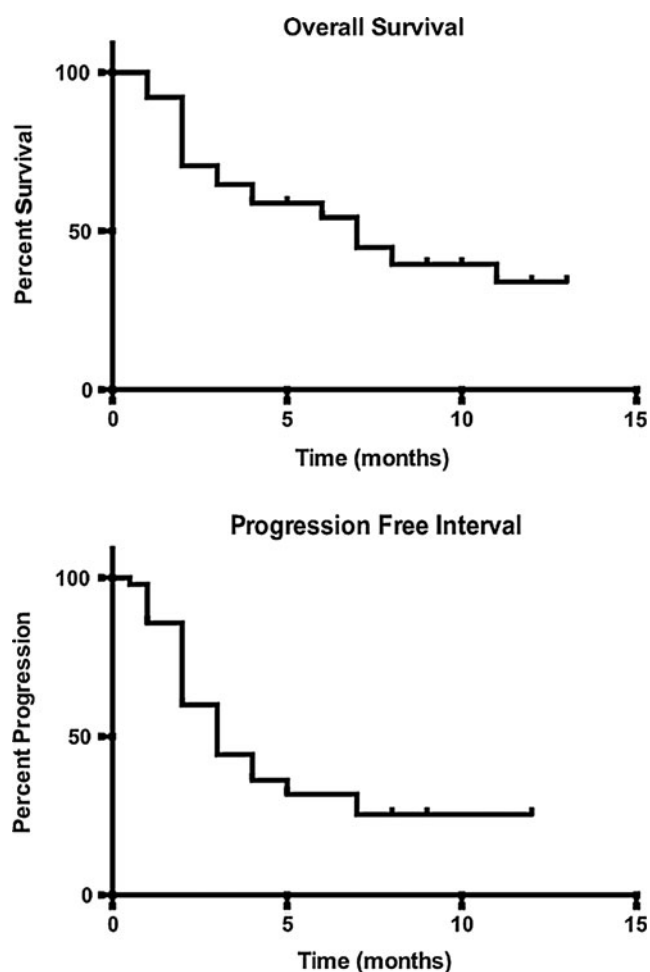 Overall Survival
Percent Survival
100
50
0
0 5 10 15
Time (months)
Progression Free Interval
Percent Progression
100
50
0
0 5 10 15
Time (months)